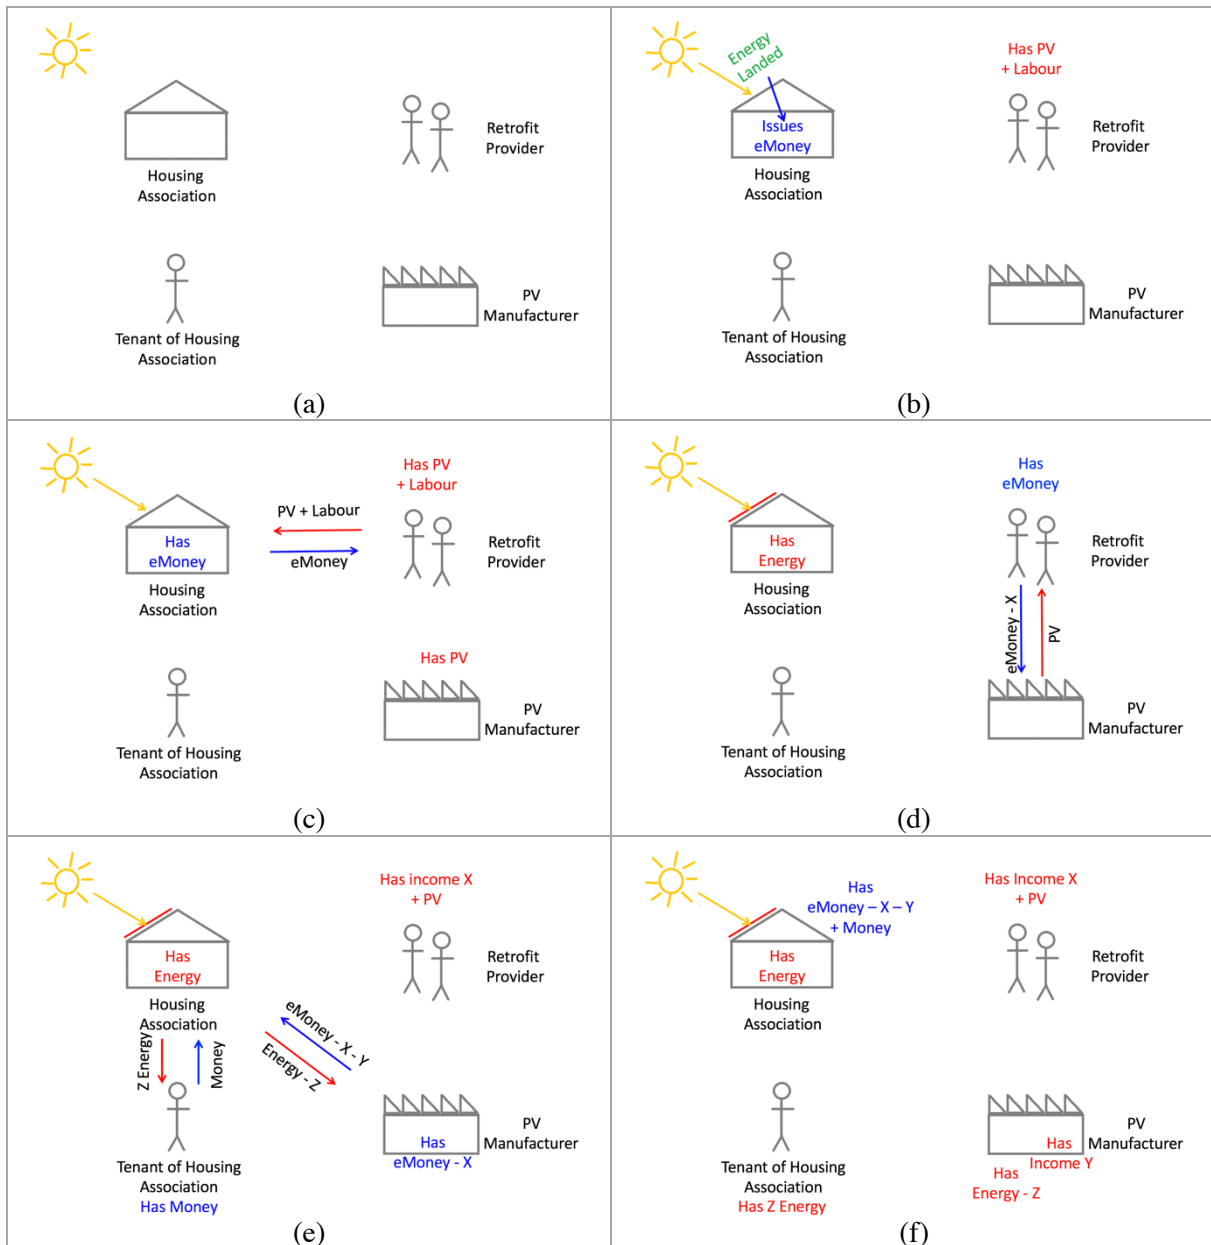 Retrofit
Provider
Housing
Association
PV
Manufacturer
Tenant of Housing
Association
(a)
Energy
Landed
Has PV
+ Labour
Issues
eMoney
Retrofit
Provider
Housing
Association
PV
Manufacturer
Tenant of Housing
Association
(b)
Has PV
+ Labour
PV + Labour
Has
eMoney
eMoney
Retrofit
Provider
Housing
Association
Has PV
PV
Manufacturer
Tenant of Housing
Association
(c)
Has
eMoney
Has
Energy
Retrofit
Provider
Housing
Association
eMoney - X
PV
PV
Manufacturer
Tenant of Housing
Association
(d)
Has income X
+ PV
Has
Energy
Retrofit
Provider
Housing
Association
Z Energy
Money
eMoney - X - Y
Energy - Z
PV
Manufacturer
Has
eMoney - X
Tenant of Housing
Association
Has Money
(e)
Has
eMoney – X – Y
+ Money
Has Income X
+ PV
Has
Energy
Retrofit
Provider
Housing
Association
PV
Manufacturer
Has
Income Y
Has
Energy - Z
Tenant of Housing
Association
Has Z Energy
(f)